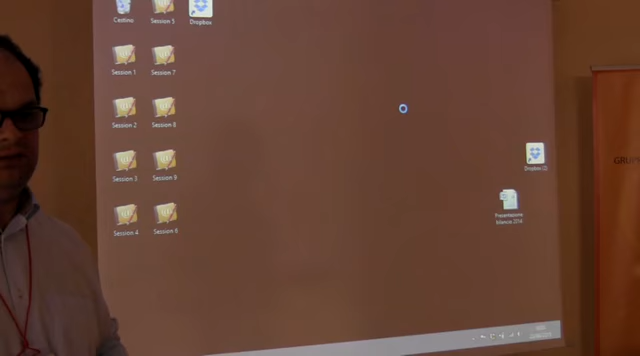 Cestino
Session 5
Dropbox
Session 1
Session 7
Session 2
Session 8
Session 3
Session 9
Session 4
Session 6
Dropbox (2)
Presentazione
bilancio 2014